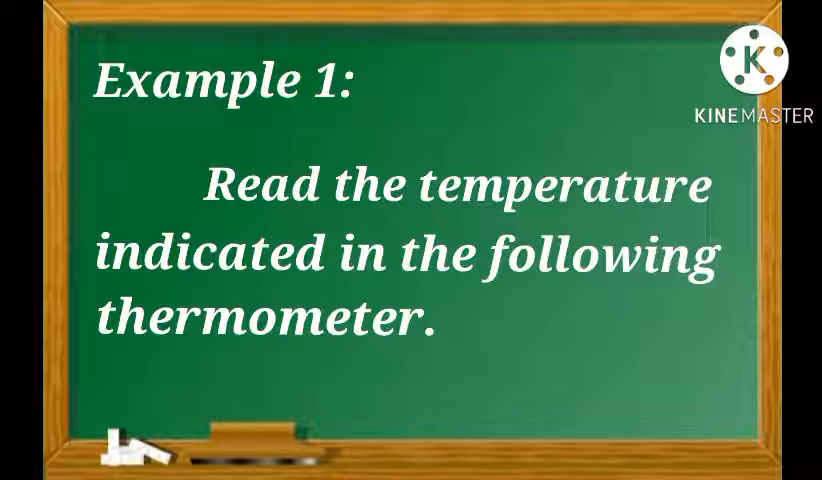 Example 1:
KINEMASTER
Read the temperature
indicated in the following
thermometer.